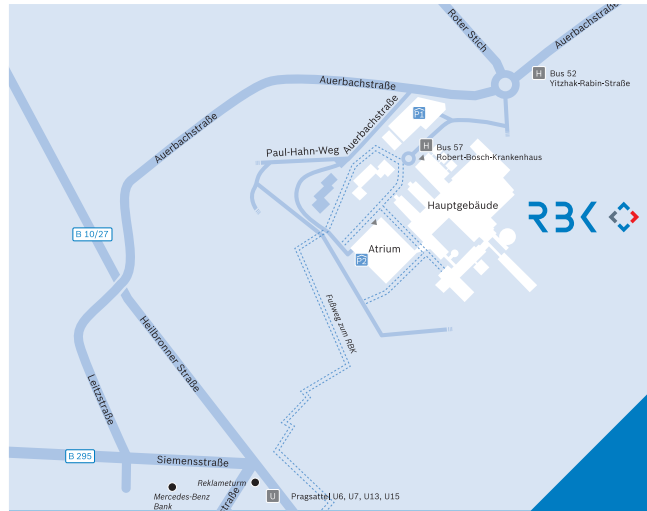 Roter Stich
Auerbachstraße
Auerbachstraße
H Bus 52
Yitzhak-Rabin-Straße
P1
Auerbachstraße
Auerbachstraße
Paul-Hahn-Weg
H Bus 57
Robert-Bosch-Krankenhaus
Hauptgebäude
RBK
B 10/27
Atrium
P2
Fußweg zum RBK
Heilbronner Straße
Leitzstraße
B 295
Siemensstraße
Reklameturm
Mercedes-Benz
Bank
straße
U Pragsattel U6, U7, U13, U15